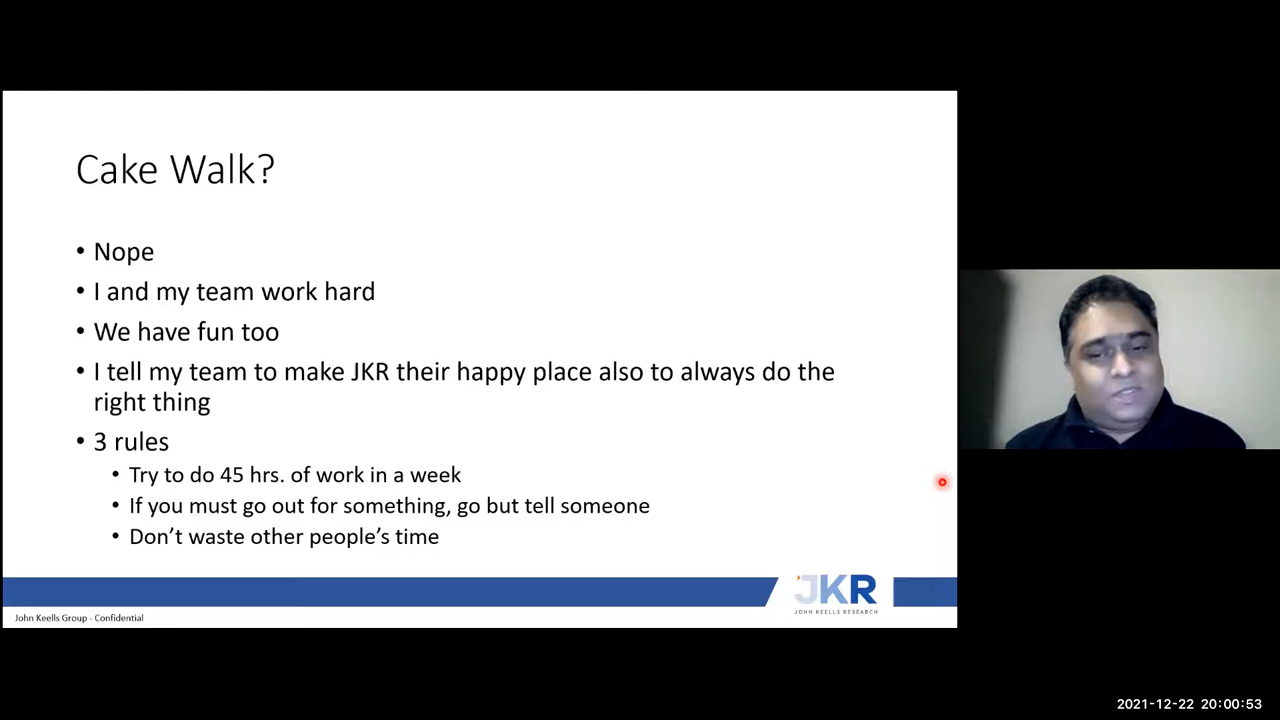 Cake Walk?
• Nope
• I and my team work hard
• We have fun too
• I tell my team to make JKR their happy place also to always do the
right thing
• 3 rules
• Try to do 45 hrs. of work in a week
• If you must go out for something, go but tell someone
• Don’t waste other people’s time
JKR
JOHN KEELLS RESEARCH
John Keells Group - Confidential
2021-12-22 20:00:53